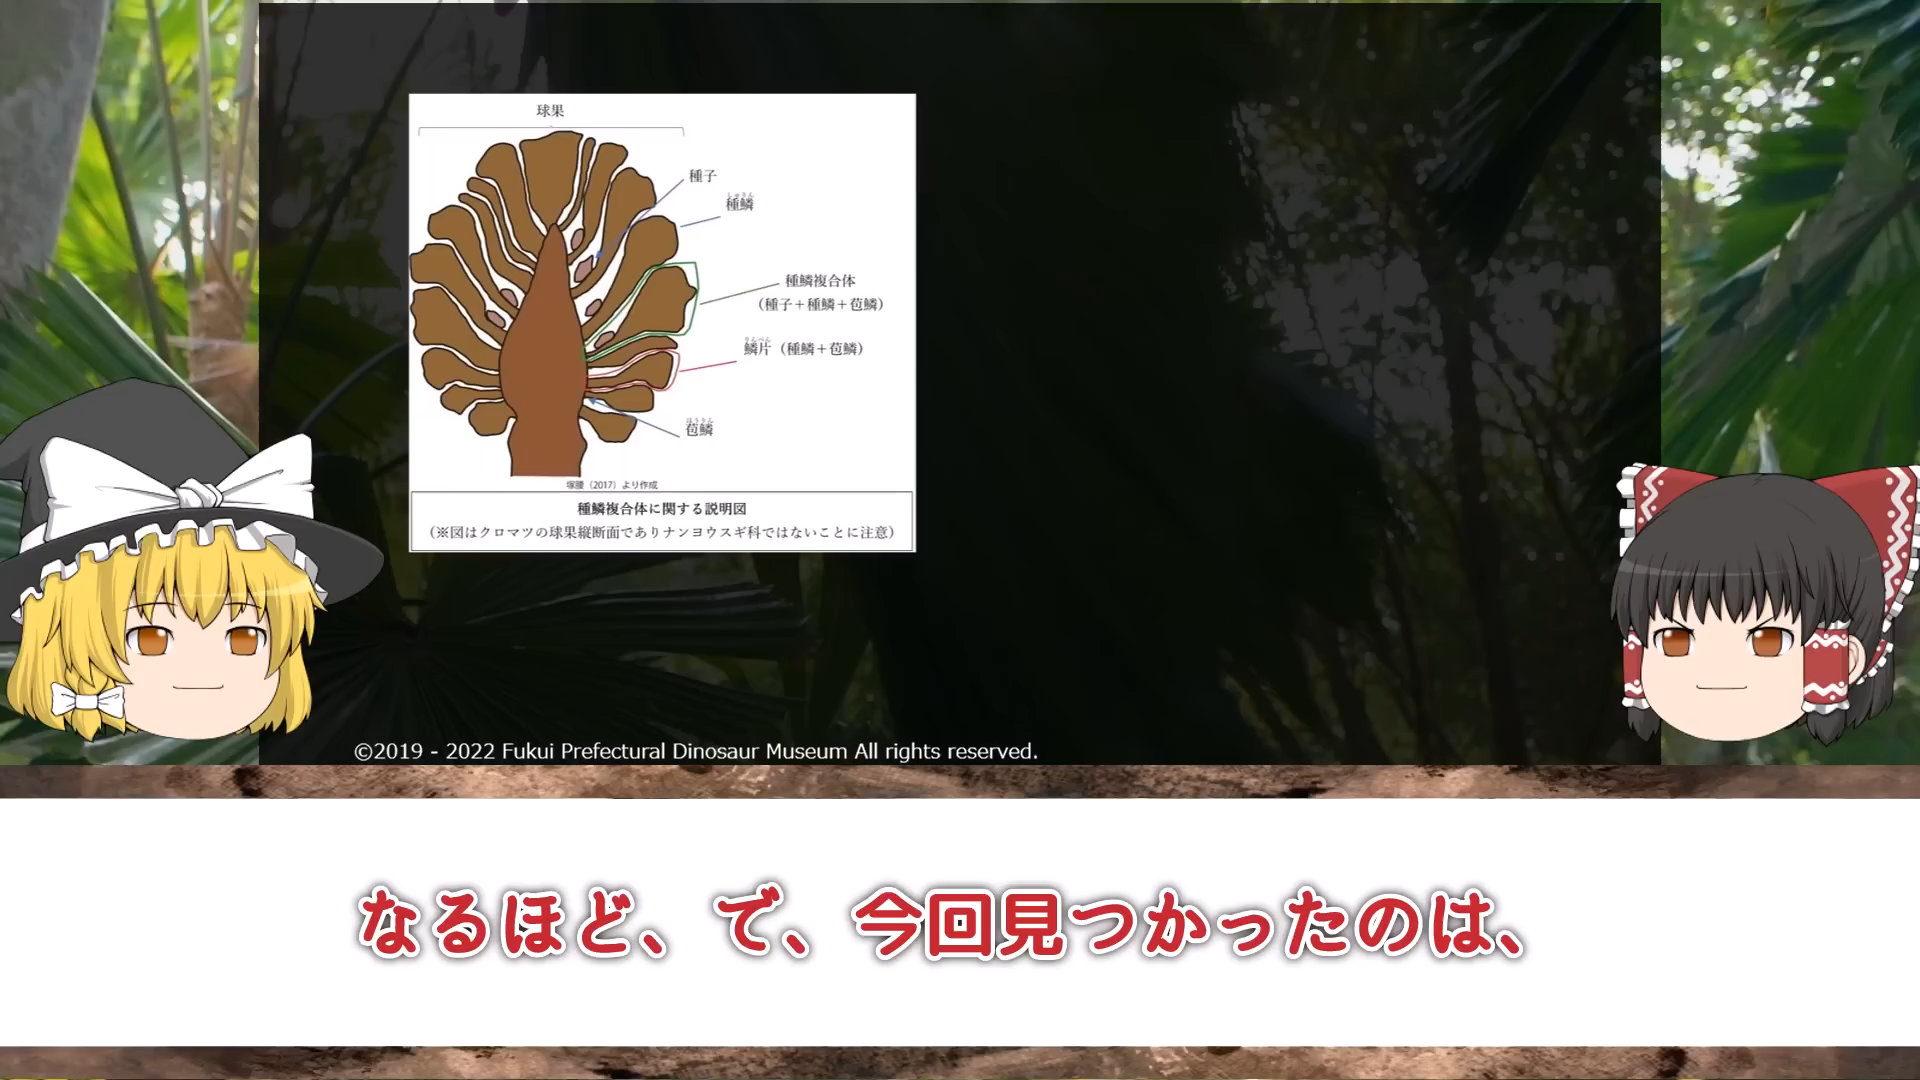 球果
種子
しゅりん
種鱗
種鱗複合体
（種子＋種鱗＋苞鱗）
りんぺん
鱗片（種鱗＋苞鱗）
ほうりん
苞鱗
塚腰（2017）より作成
種鱗複合体に関する説明図
（※図はクロマツの球果縦断面でありナンヨウスギ科ではないことに注意）
©2019 - 2022 Fukui Prefectural Dinosaur Museum All rights reserved.
なるほど、で、今回見つかったのは、